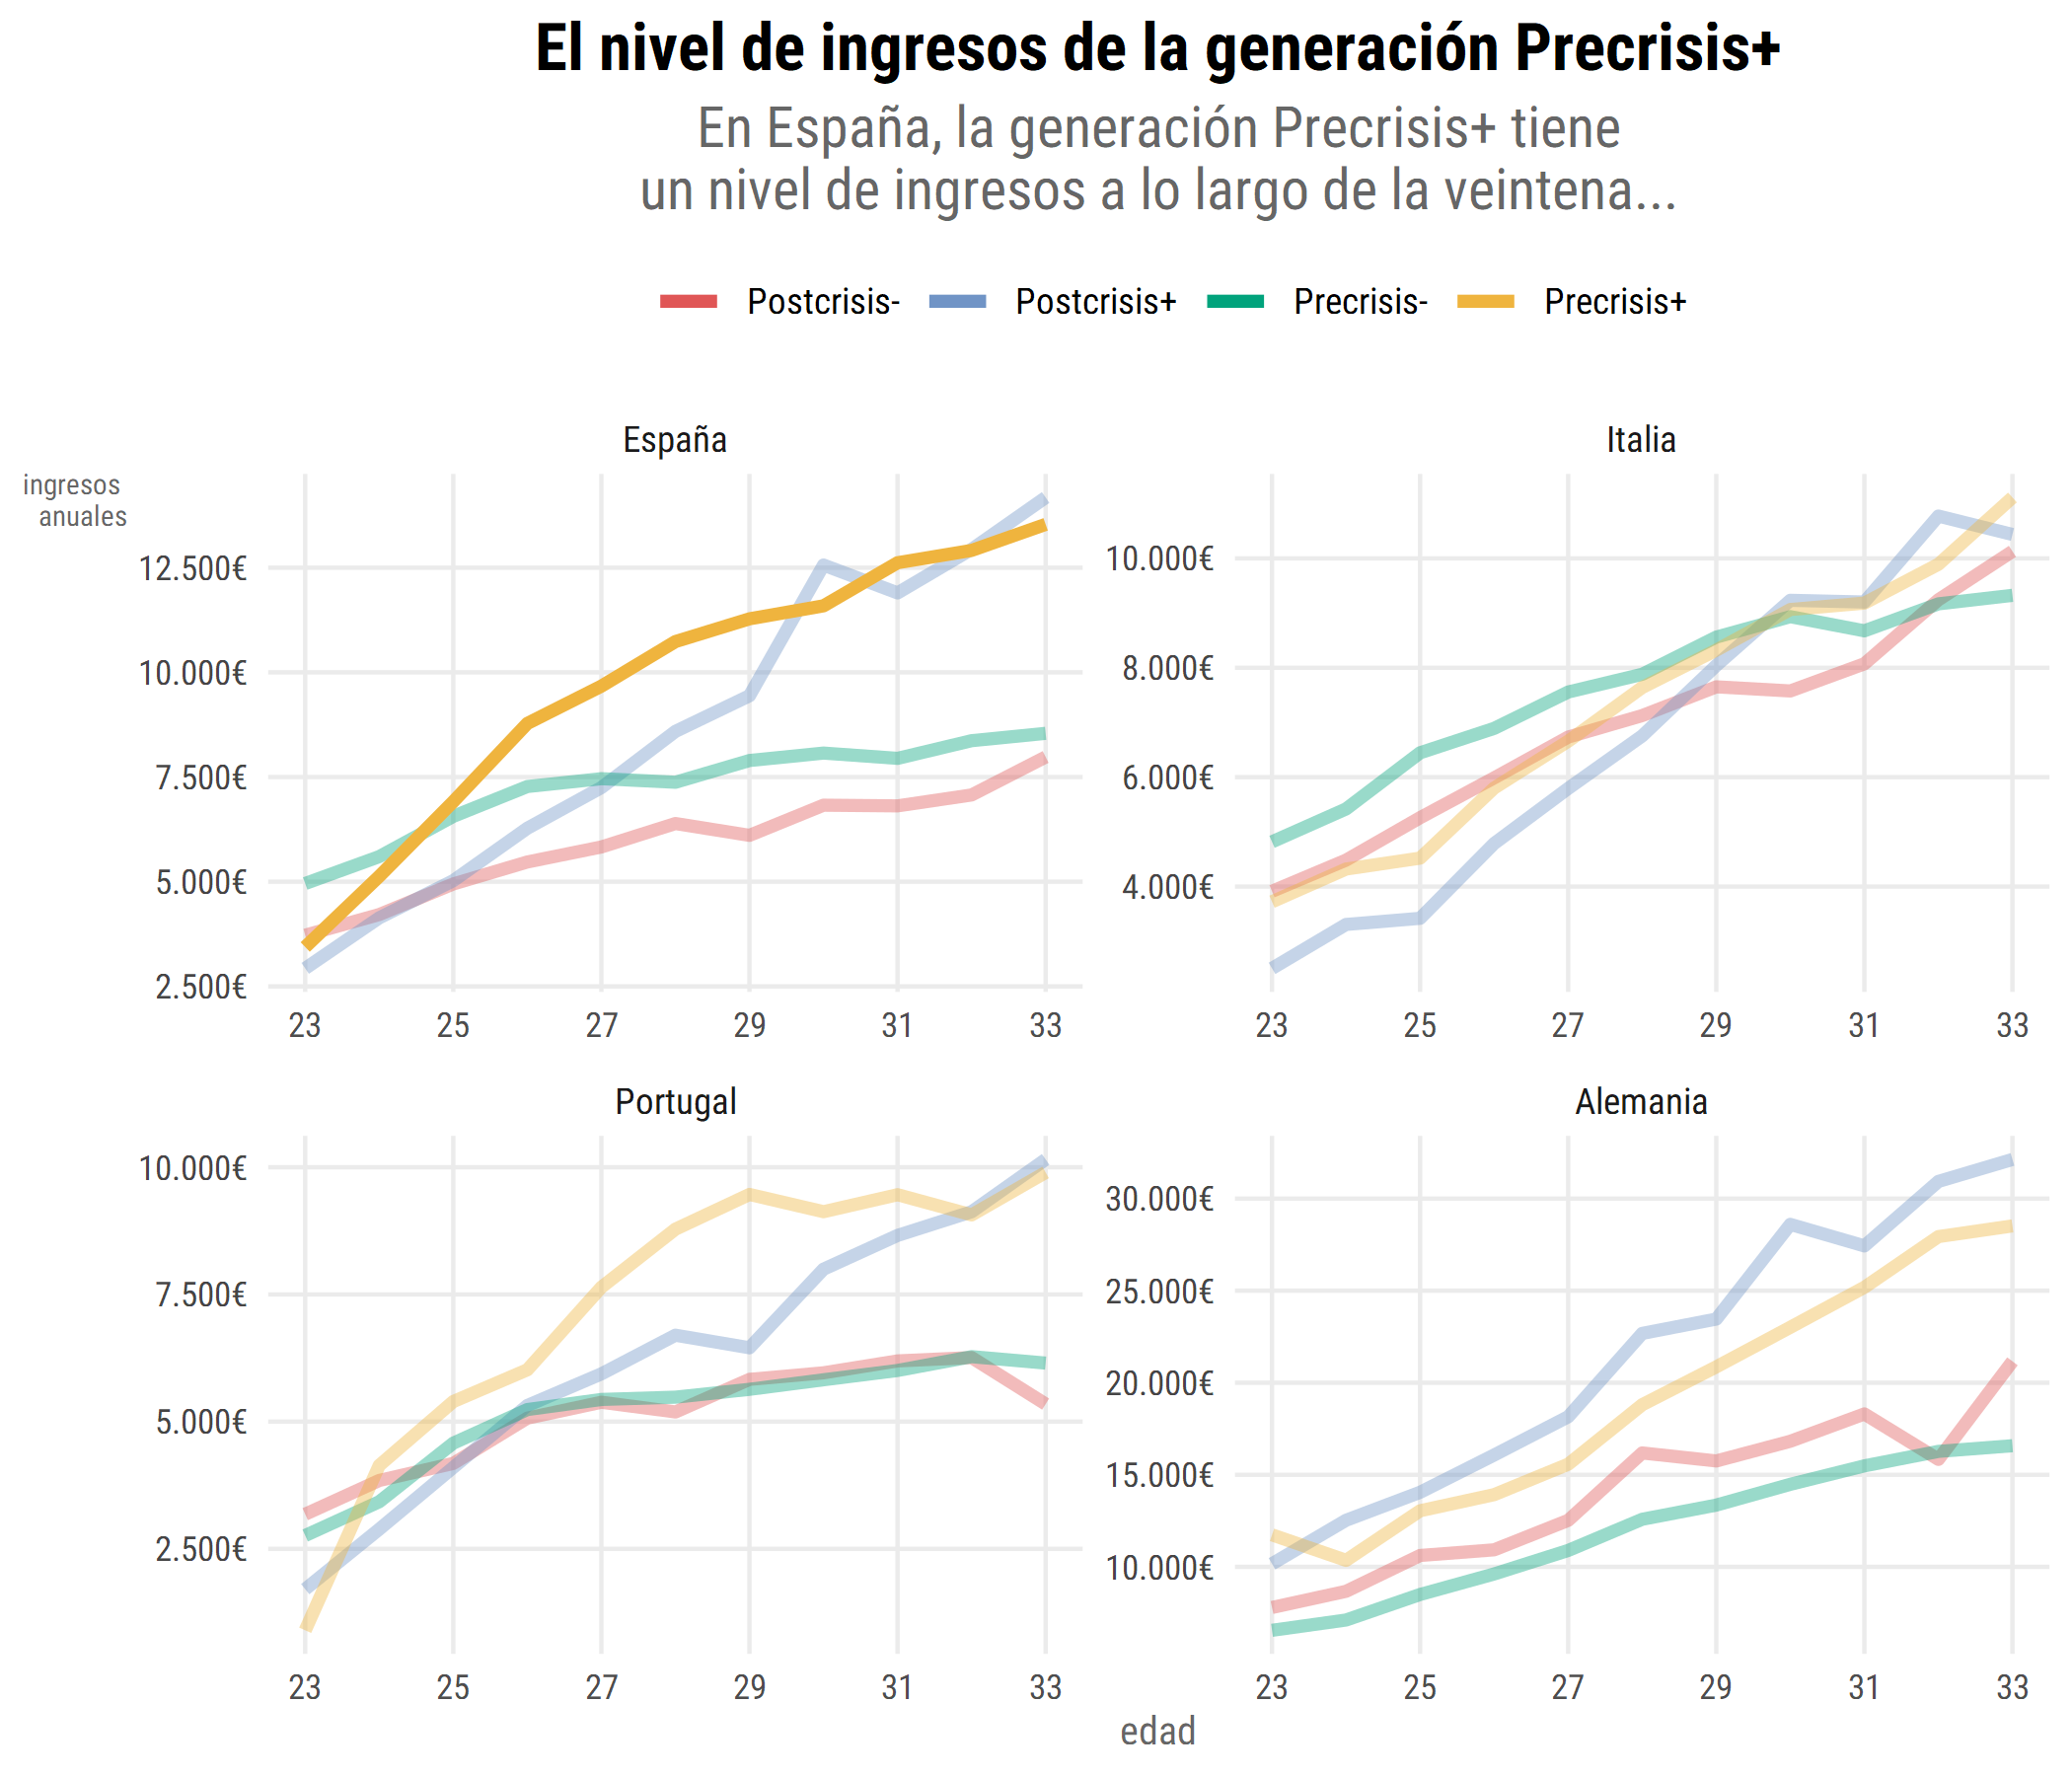 El nivel de ingresos de la generación Precrisis+
En España, la generación Precrisis+ tiene
un nivel de ingresos a lo largo de la veintena...
Postcrisis- Postcrisis+ Precrisis- Precrisis+
España
ingresos
anuales
12.500€
10.000€
7.500€
5.000€
2.500€
23 25 27 29 31 33
Italia
10.000€
8.000€
6.000€
4.000€
23 25 27 29 31 33
Portugal
10.000€
7.500€
5.000€
2.500€
23 25 27 29 31 33
Alemania
30.000€
25.000€
20.000€
15.000€
10.000€
23 25 27 29 31 33
edad